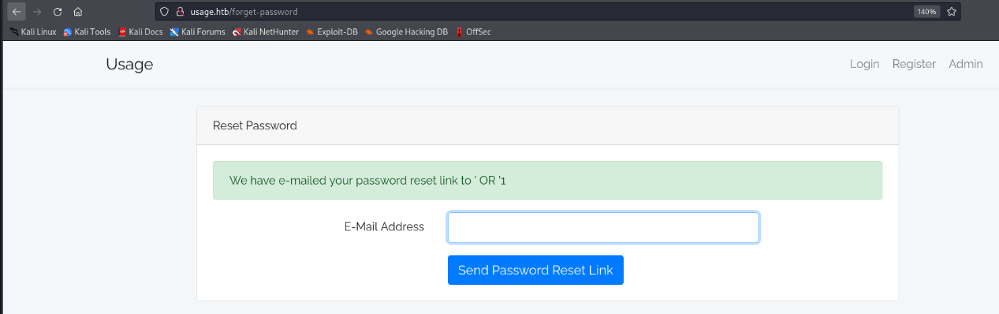 usage.htb/forget-password
140%
Kali Linux Kali Tools Kali Docs Kali Forums Kali NetHunter Exploit-DB Google Hacking DB OffSec
Usage Login Register Admin
Reset Password
We have e-mailed your password reset link to ' OR '1
E-Mail Address
Send Password Reset Link